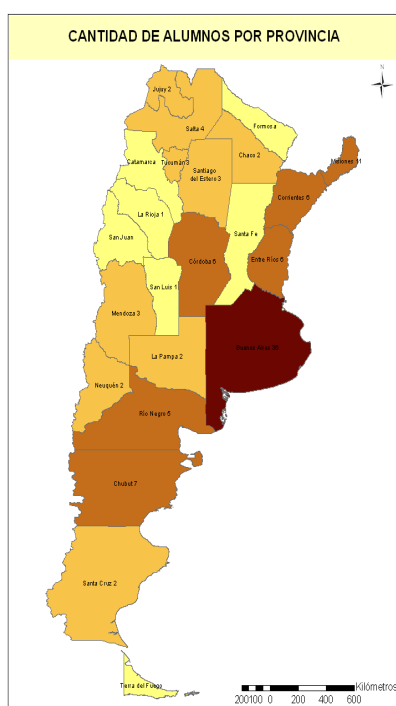 CANTIDAD DE ALUMNOS POR PROVINCIA
N
Jujuy 2
Salta 4
Formosa
Catamarca
Tucumán 3
Chaco 2
Misiones 11
Santiago
del Estero 3
Corrientes 6
La Rioja 1
San Juan
Santa Fe
Córdoba 6
Entre Ríos 6
San Luis 1
Mendoza 3
Buenos Aires
La Pampa 2
Neuquén 2
Río Negro 5
Chubut 7
Santa Cruz 2
Tierra del Fuego
Kilómetros
200 100 0 200 400 600